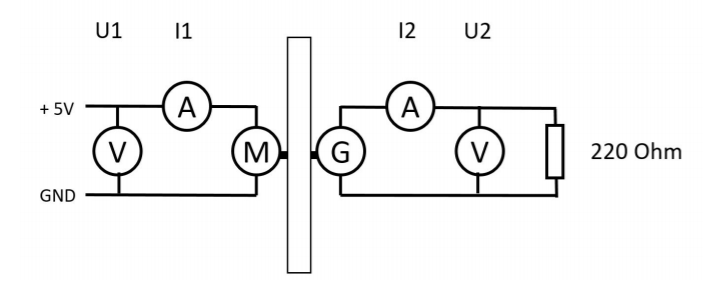 U1 I1 I2 U2
+ 5V A A
V M G V 220 Ohm
GND